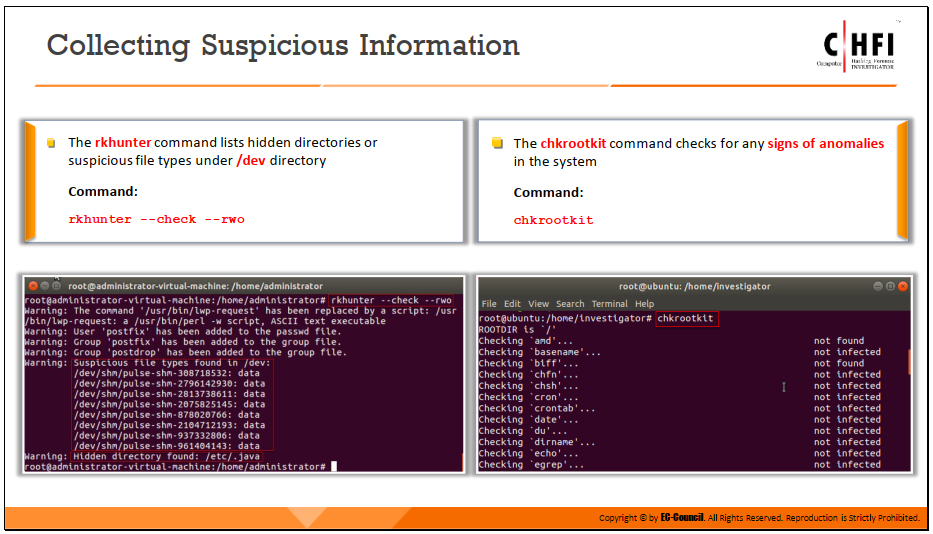 Collecting Suspicious Information
C HFI
Computer Hacking Forensic
INVESTIGATOR
The rkhunter command lists hidden directories or
suspicious file types under /dev directory
Command:
rkhunter --check --rwo
The chkrootkit command checks for any signs of anomalies
in the system
Command:
chkrootkit
root@administrator-virtual-machine: /home/administrator
root@administrator-virtual-machine:/home/administrator# rkhunter --check --rwo
Warning: The command '/usr/bin/lwp-request' has been replaced by a script: /usr
/bin/lwp-request: a /usr/bin/perl -w script, ASCII text executable
Warning: User 'postfix' has been added to the passwd file.
Warning: Group 'postfix' has been added to the group file.
Warning: Group 'postdrop' has been added to the group file.
Warning: Suspicious file types found in /dev:
/dev/shm/pulse-shm-308718532: data
/dev/shm/pulse-shm-2796142930: data
/dev/shm/pulse-shm-2813738611: data
/dev/shm/pulse-shm-2075825145: data
/dev/shm/pulse-shm-878020766: data
/dev/shm/pulse-shm-2104712193: data
/dev/shm/pulse-shm-937332806: data
/dev/shm/pulse-shm-961404143: data
Warning: Hidden directory found: /etc/.java
root@administrator-virtual-machine:/home/administrator#
root@ubuntu: /home/investigator
File Edit View Search Terminal Help
root@ubuntu:/home/investigator# chkrootkit
ROOTDIR is `/'
Checking `amd'... not found
Checking `basename'... not infected
Checking `biff'... not found
Checking `chfn'... not infected
Checking `chsh'... not infected
Checking `cron'... not infected
Checking `crontab'... not infected
Checking `date'... not infected
Checking `du'... not infected
Checking `dirname'... not infected
Checking `echo'... not infected
Checking `egrep'... not infected
Copyright © by EC-Council. All Rights Reserved. Reproduction is Strictly Prohibited.